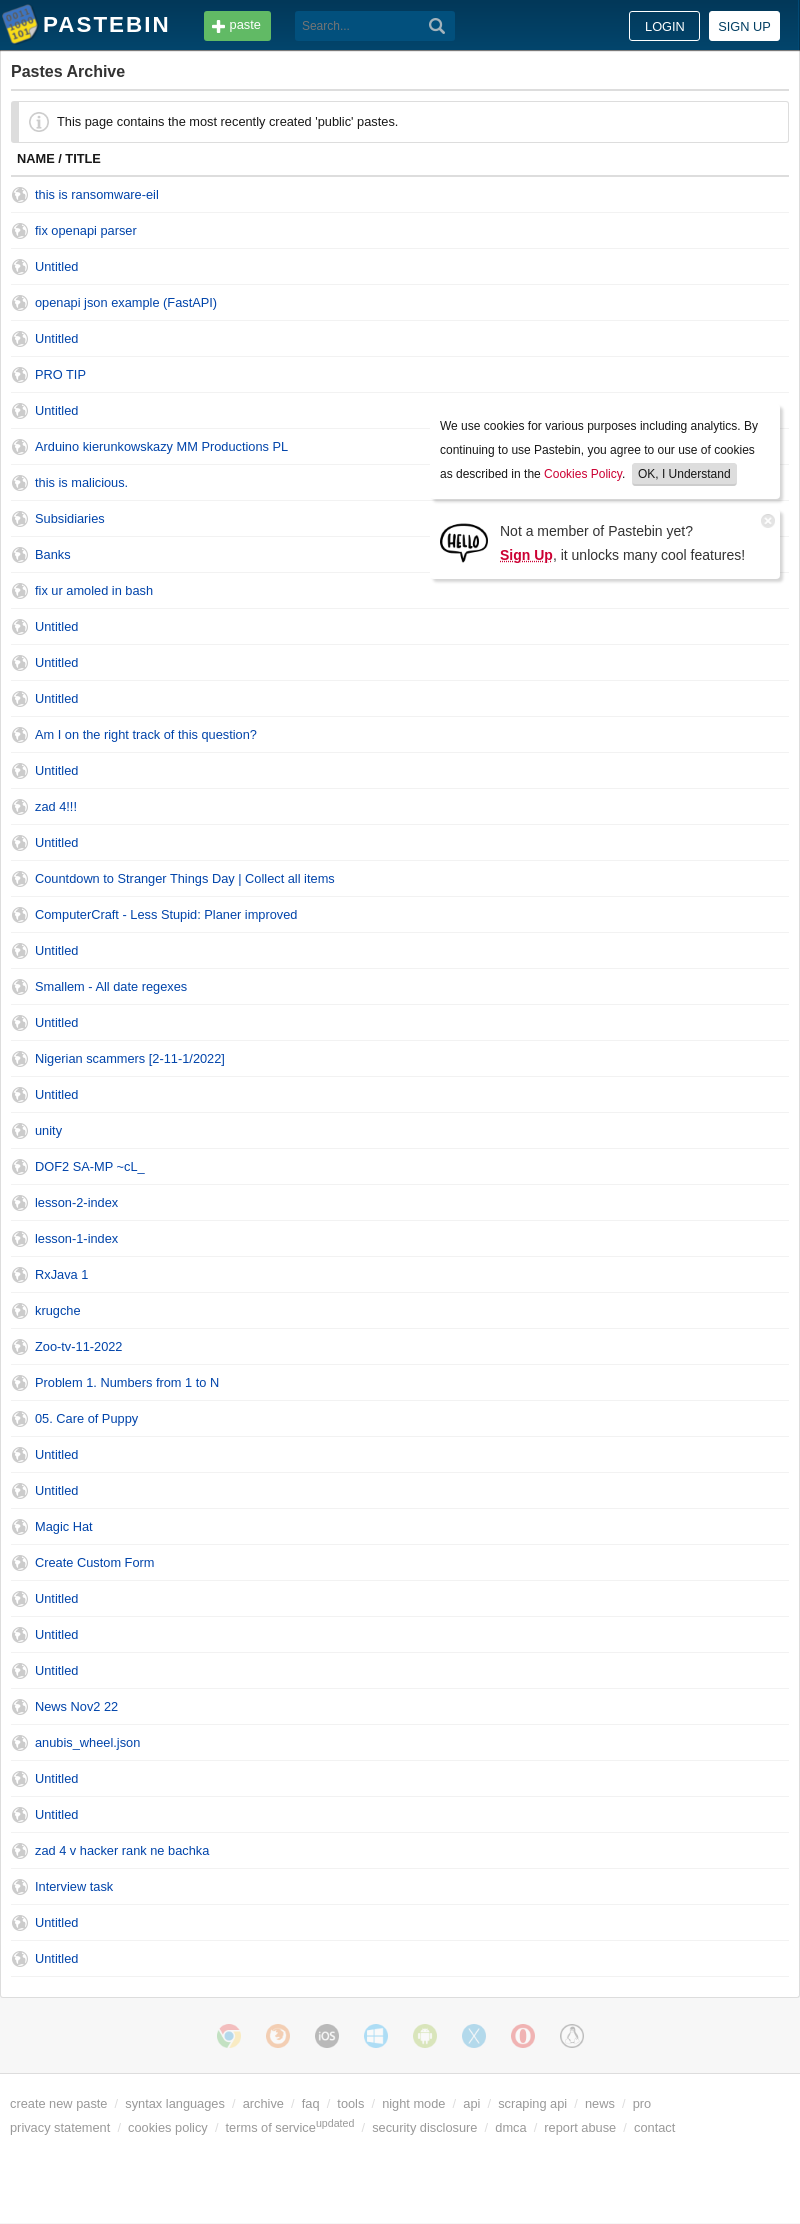 PASTEBIN
paste
Search...
LOGIN
SIGN UP
Pastes Archive
This page contains the most recently created 'public' pastes.
NAME / TITLE
this is ransomware-eil
fix openapi parser
Untitled
openapi json example (FastAPI)
Untitled
PRO TIP
Untitled
Arduino kierunkowskazy MM Productions PL
this is malicious.
Subsidiaries
Banks
We use cookies for various purposes including analytics. By
continuing to use Pastebin, you agree to our use of cookies
as described in the Cookies Policy. OK, I Understand
HELLO
Not a member of Pastebin yet?
Sign Up, it unlocks many cool features!
fix ur amoled in bash
Untitled
Untitled
Untitled
Am I on the right track of this question?
Untitled
zad 4!!!
Untitled
Countdown to Stranger Things Day | Collect all items
ComputerCraft - Less Stupid: Planer improved
Untitled
Smallem - All date regexes
Untitled
Nigerian scammers [2-11-1/2022]
Untitled
unity
DOF2 SA-MP ~cL_
lesson-2-index
lesson-1-index
RxJava 1
krugche
Zoo-tv-11-2022
Problem 1. Numbers from 1 to N
05. Care of Puppy
Untitled
Untitled
Magic Hat
Create Custom Form
Untitled
Untitled
Untitled
News Nov2 22
anubis_wheel.json
Untitled
Untitled
zad 4 v hacker rank ne bachka
Interview task
Untitled
Untitled
iOS
create new paste / syntax languages / archive / faq / tools / night mode / api / scraping api / news / pro
privacy statement / cookies policy / terms of service updated / security disclosure / dmca / report abuse / contact